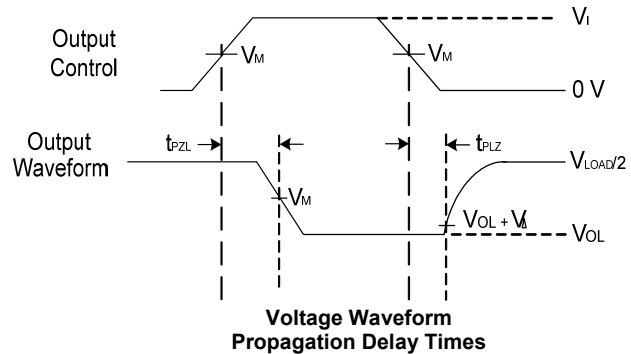 Output Control
VI
VM
VM
0 V
Output Waveform
tPZL
tPLZ
VLOAD/2
VM
VOL + VΔ
VOL
Voltage Waveform
Propagation Delay Times